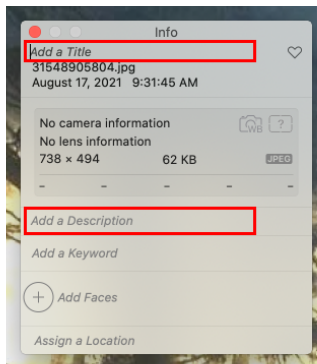 Info
Add a Title
31548905804.jpg
August 17, 2021 9:31:45 AM
No camera information
WB ?
No lens information
738 × 494 62 KB JPEG
- - - - -
Add a Description
Add a Keyword
+ Add Faces
Assign a Location